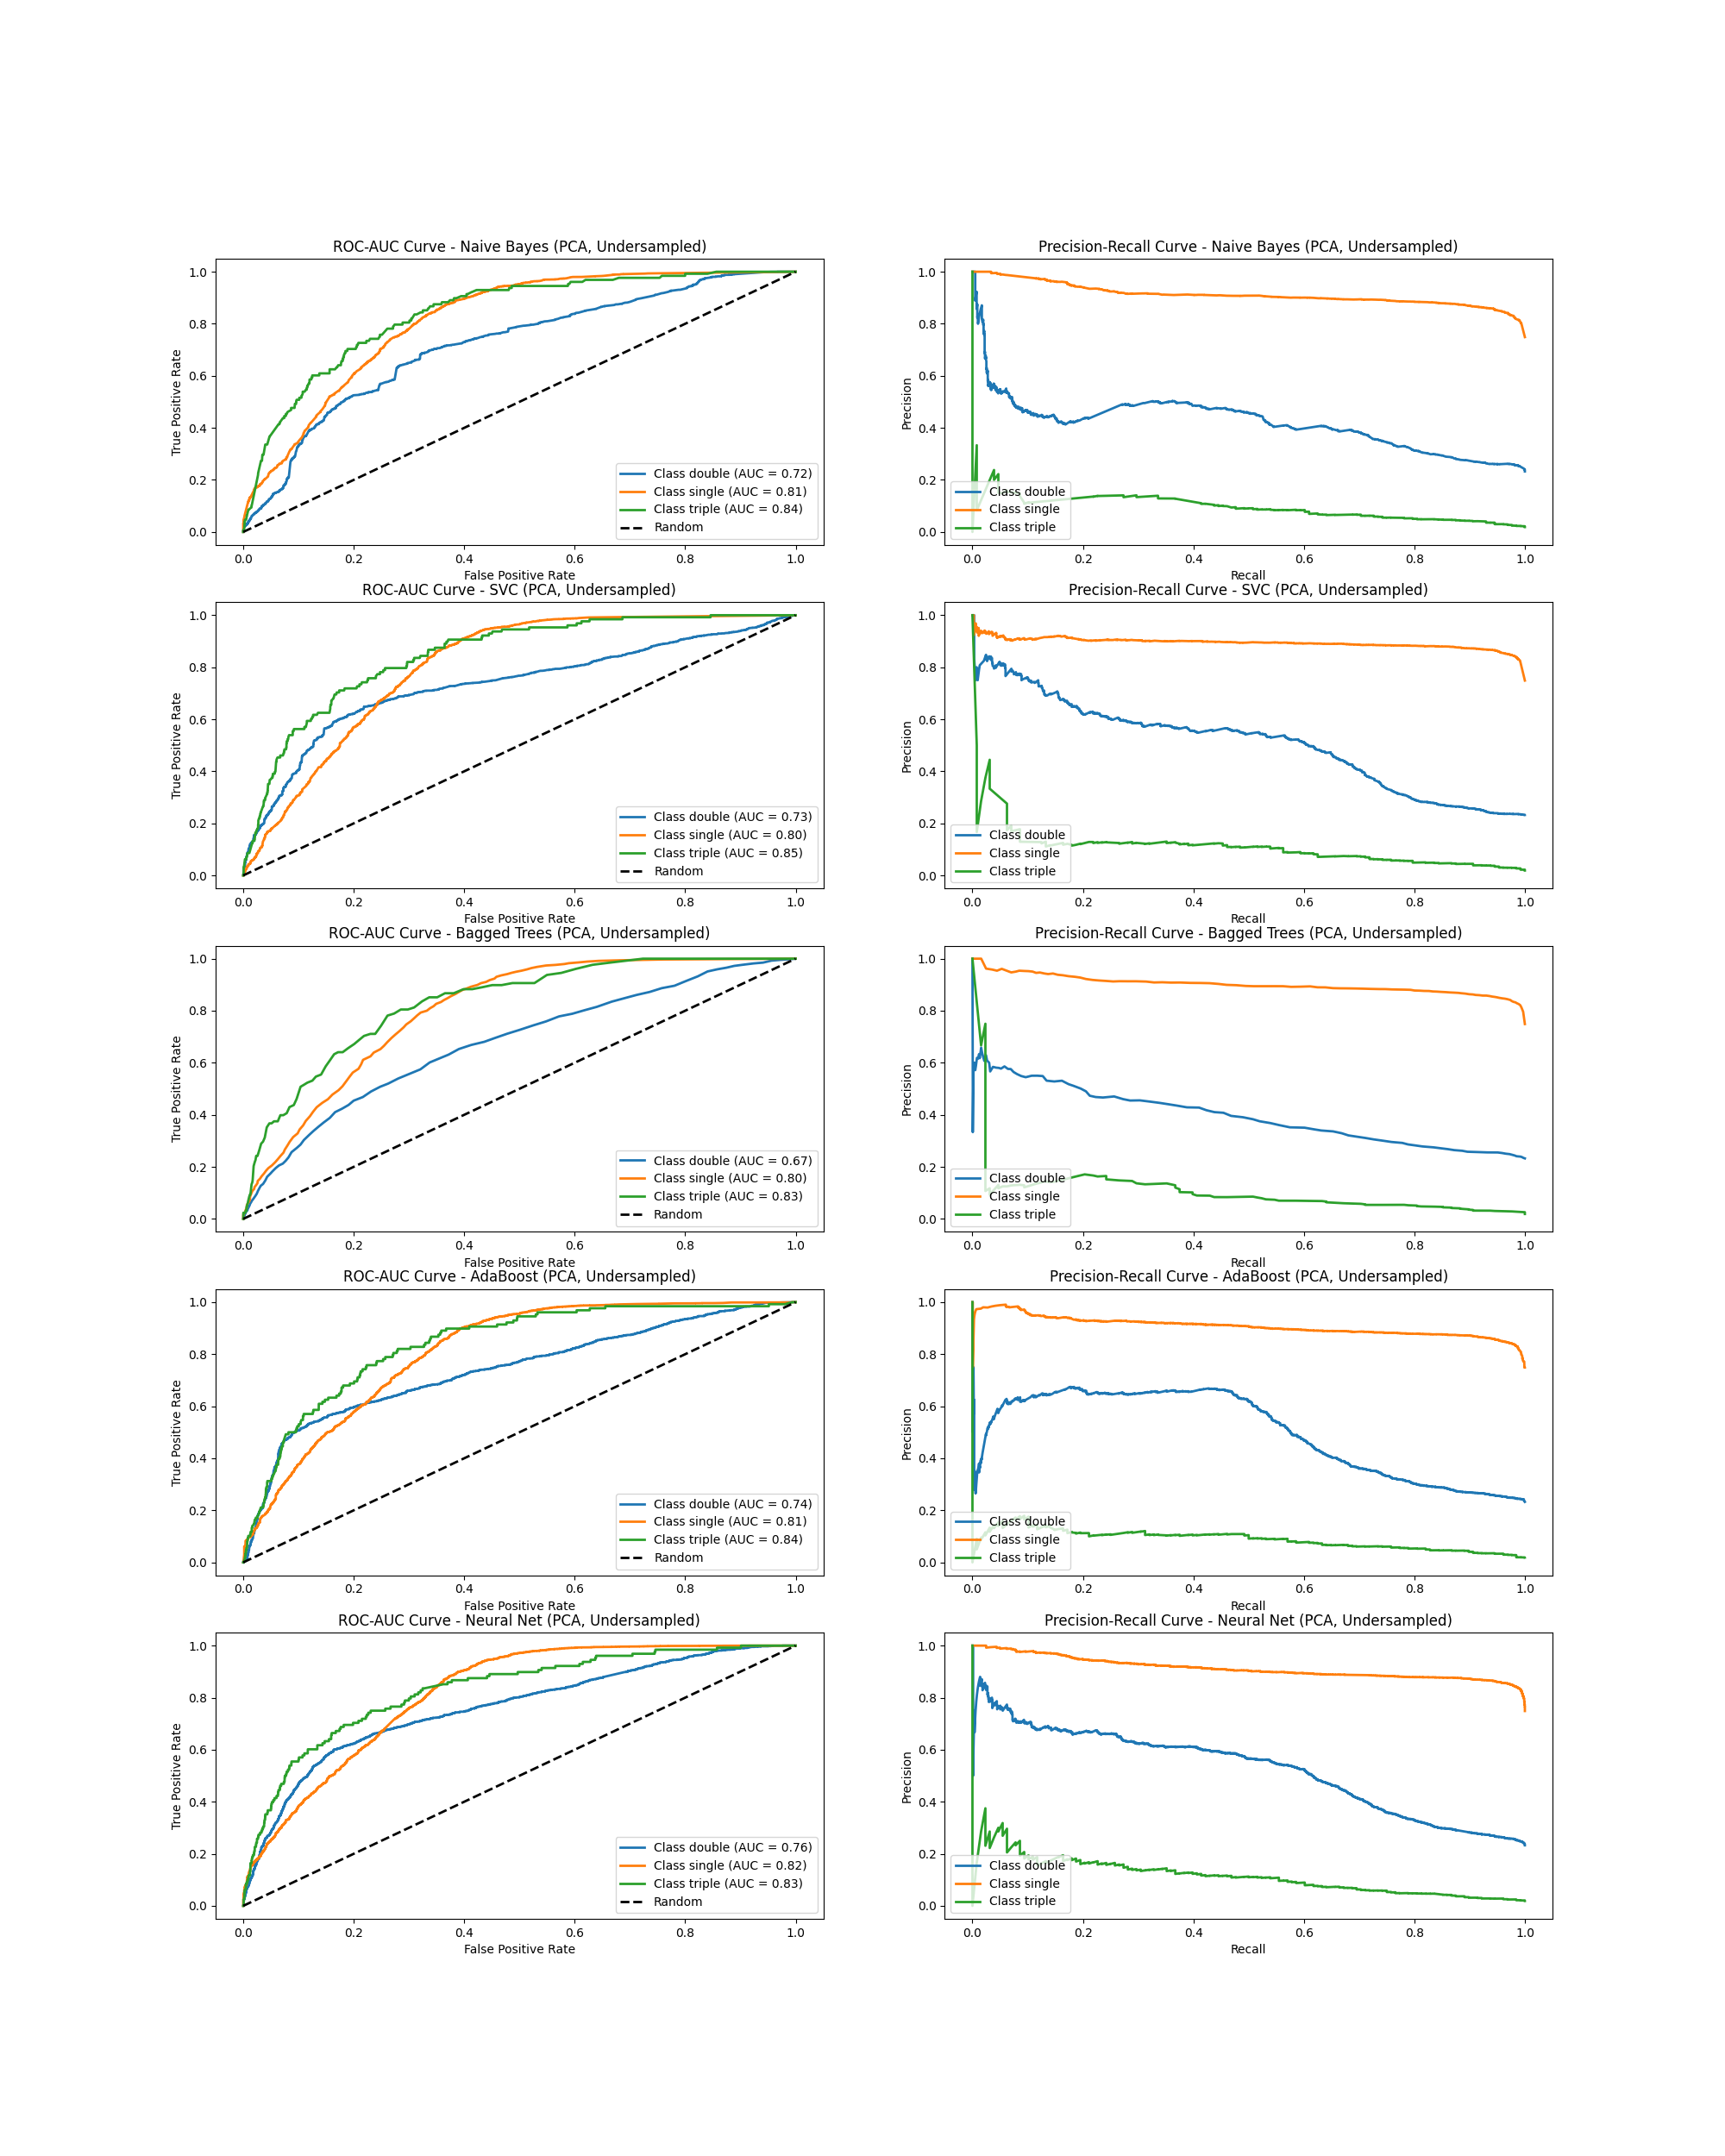 ROC-AUC Curve - Naive Bayes (PCA, Undersampled)
True Positive Rate
1.0
0.8
0.6
0.4
0.2
0.0
Class double (AUC = 0.72)
Class single (AUC = 0.81)
Class triple (AUC = 0.84)
Random
0.0 0.2 0.4 0.6 0.8 1.0
False Positive Rate
Precision-Recall Curve - Naive Bayes (PCA, Undersampled)
Precision
1.0
0.8
0.6
0.4
0.2
0.0
Class double
Class single
Class triple
0.0 0.2 0.4 0.6 0.8 1.0
Recall
ROC-AUC Curve - SVC (PCA, Undersampled)
True Positive Rate
1.0
0.8
0.6
0.4
0.2
0.0
Class double (AUC = 0.73)
Class single (AUC = 0.80)
Class triple (AUC = 0.85)
Random
0.0 0.2 0.4 0.6 0.8 1.0
False Positive Rate
Precision-Recall Curve - SVC (PCA, Undersampled)
Precision
1.0
0.8
0.6
0.4
0.2
0.0
Class double
Class single
Class triple
0.0 0.2 0.4 0.6 0.8 1.0
Recall
ROC-AUC Curve - Bagged Trees (PCA, Undersampled)
True Positive Rate
1.0
0.8
0.6
0.4
0.2
0.0
Class double (AUC = 0.67)
Class single (AUC = 0.80)
Class triple (AUC = 0.83)
Random
0.0 0.2 0.4 0.6 0.8 1.0
False Positive Rate
Precision-Recall Curve - Bagged Trees (PCA, Undersampled)
Precision
1.0
0.8
0.6
0.4
0.2
0.0
Class double
Class single
Class triple
0.0 0.2 0.4 0.6 0.8 1.0
Recall
ROC-AUC Curve - AdaBoost (PCA, Undersampled)
True Positive Rate
1.0
0.8
0.6
0.4
0.2
0.0
Class double (AUC = 0.74)
Class single (AUC = 0.81)
Class triple (AUC = 0.84)
Random
0.0 0.2 0.4 0.6 0.8 1.0
False Positive Rate
Precision-Recall Curve - AdaBoost (PCA, Undersampled)
Precision
1.0
0.8
0.6
0.4
0.2
0.0
Class double
Class single
Class triple
0.0 0.2 0.4 0.6 0.8 1.0
Recall
ROC-AUC Curve - Neural Net (PCA, Undersampled)
True Positive Rate
1.0
0.8
0.6
0.4
0.2
0.0
Class double (AUC = 0.76)
Class single (AUC = 0.82)
Class triple (AUC = 0.83)
Random
0.0 0.2 0.4 0.6 0.8 1.0
False Positive Rate
Precision-Recall Curve - Neural Net (PCA, Undersampled)
Precision
1.0
0.8
0.6
0.4
0.2
0.0
Class double
Class single
Class triple
0.0 0.2 0.4 0.6 0.8 1.0
Recall